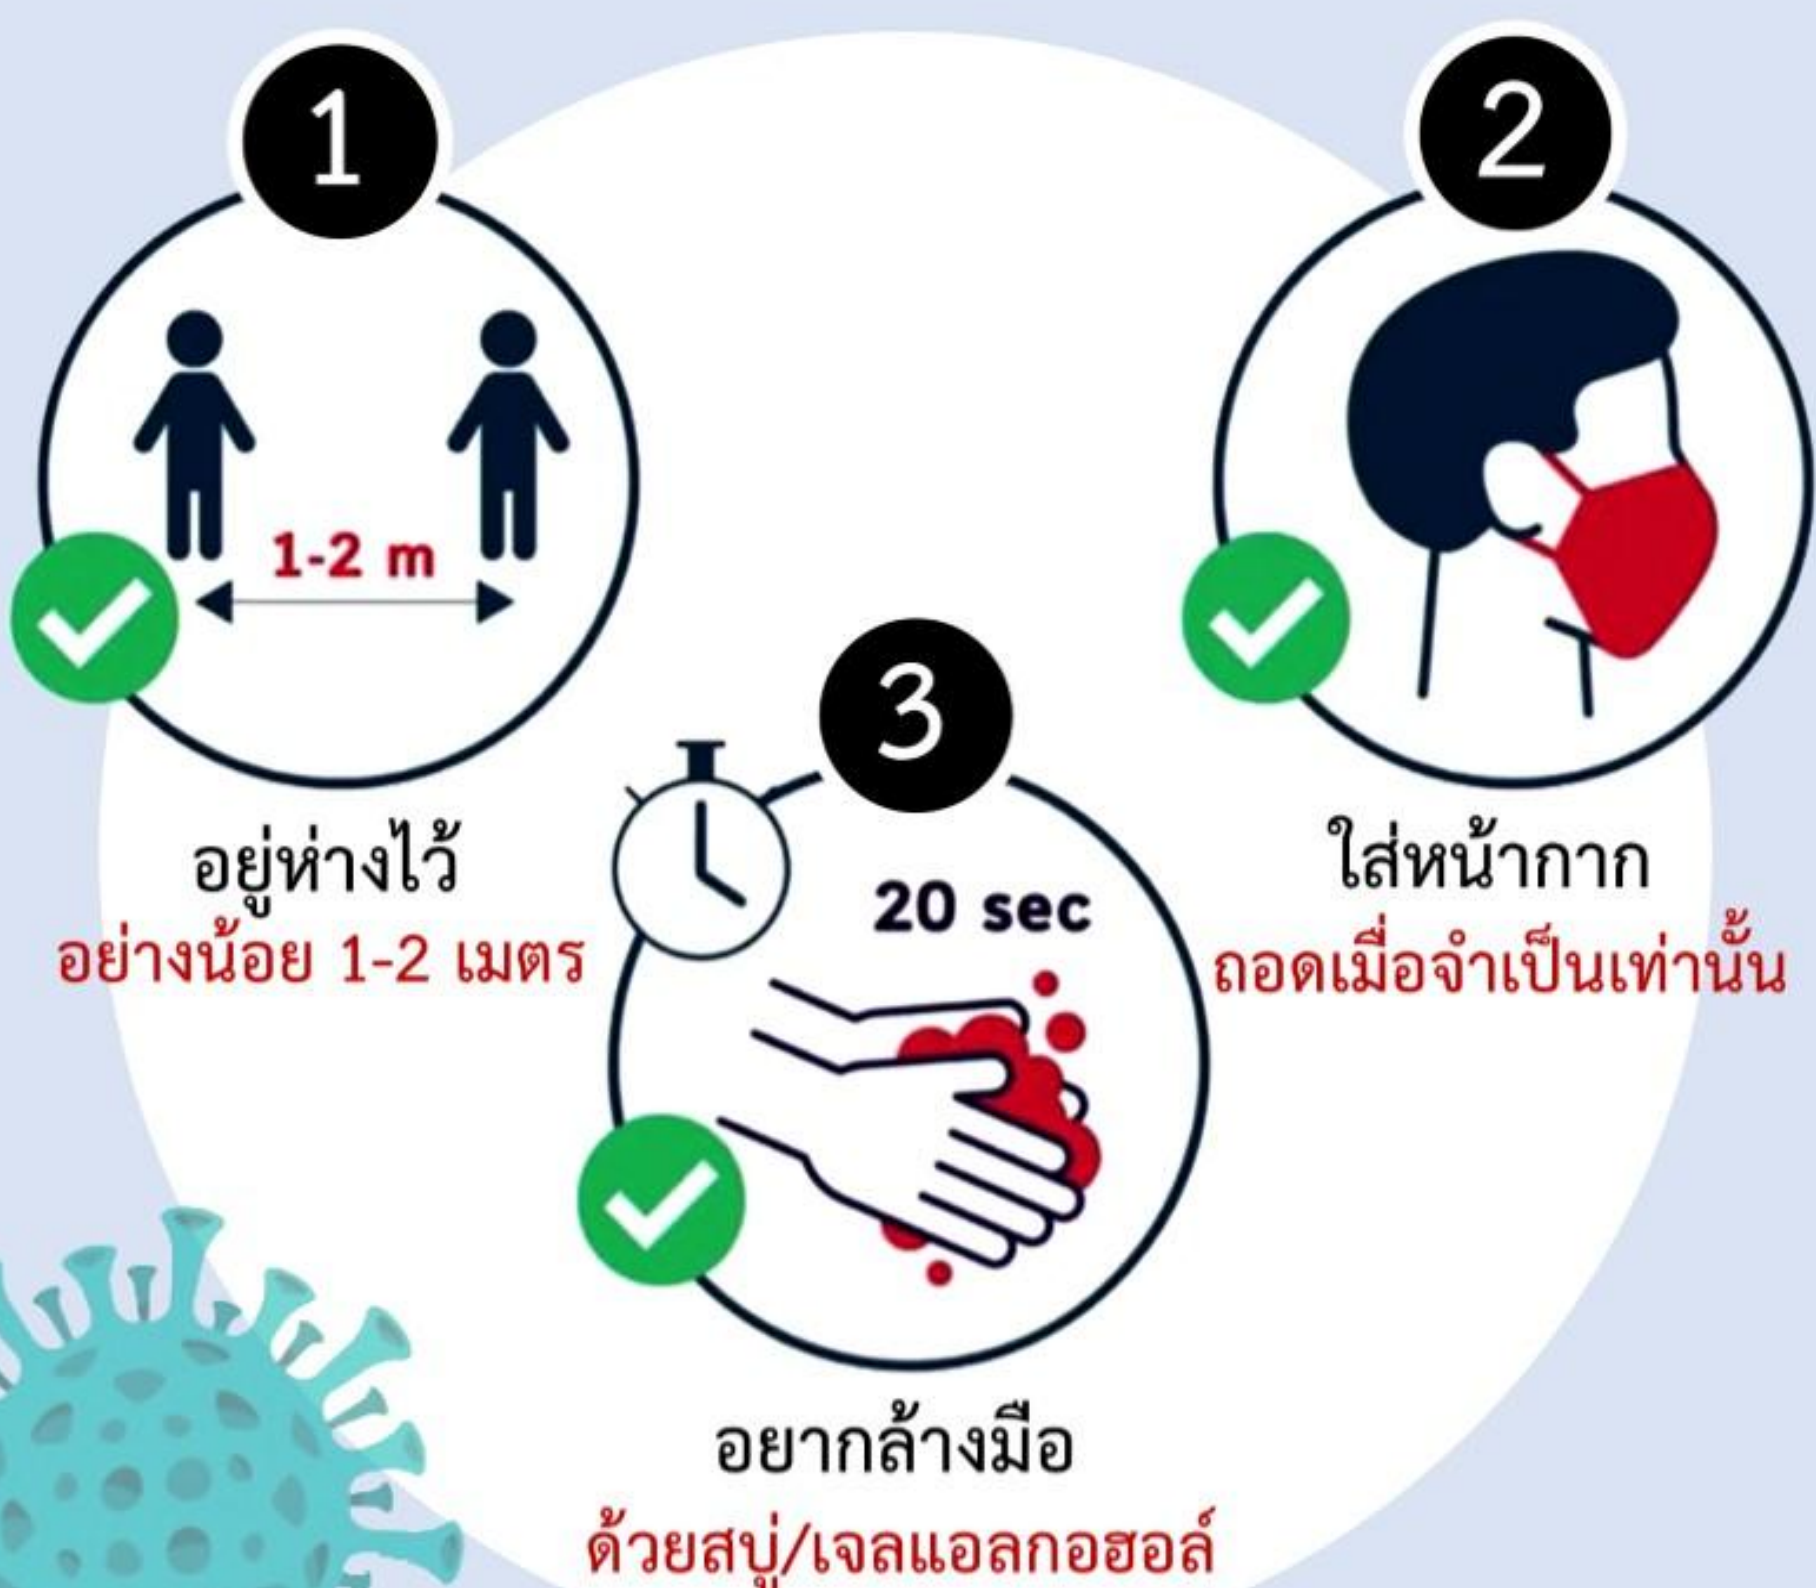 1
1-2 m
อยู่ห่างไว้
อย่างน้อย 1-2 เมตร
2
ใส่หน้ากาก
ถอดเมื่อจำเป็นเท่านั้น
3
20 sec
อยากล้างมือ
ด้วยสบู่/เจลแอลกอฮอล์